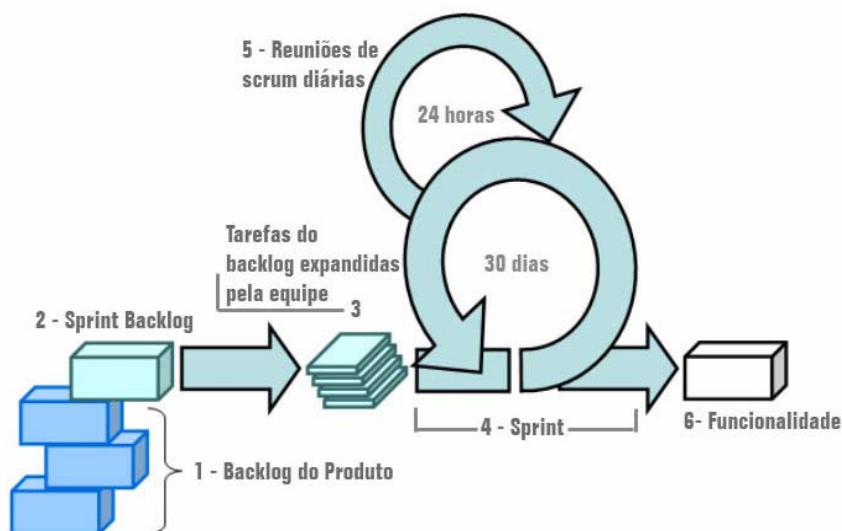 5 - Reuniões de
scrum diárias
24 horas
Tarefas do
backlog expandidas
pela equipe
3
30 dias
2 - Sprint Backlog
4 - Sprint
6- Funcionalidade
1 - Backlog do Produto